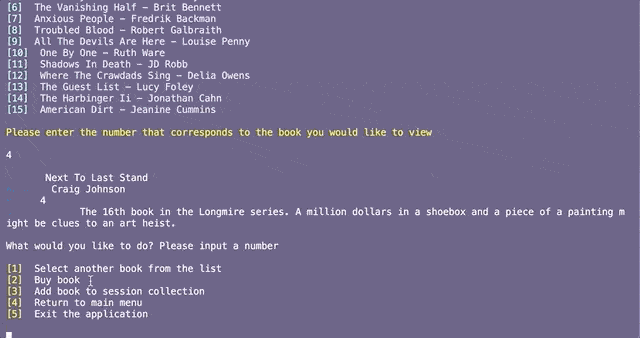 [6] The Vanishing Half – Brit Bennett
[7] Anxious People – Fredrik Backman
[8] Troubled Blood – Robert Galbraith
[9] All The Devils Are Here – Louise Penny
[10] One By One – Ruth Ware
[11] Shadows In Death – JD Robb
[12] Where The Crawdads Sing – Delia Owens
[13] The Guest List – Lucy Foley
[14] The Harbinger Ii – Jonathan Cahn
[15] American Dirt – Jeanine Cummins
Please enter the number that corresponds to the book you would like to view
4
Next To Last Stand
Craig Johnson
4
The 16th book in the Longmire series. A million dollars in a shoebox and a piece of a painting m
ight be clues to an art heist.
What would you like to do? Please input a number
[1] Select another book from the list
[2] Buy book
[3] Add book to session collection
[4] Return to main menu
[5] Exit the application